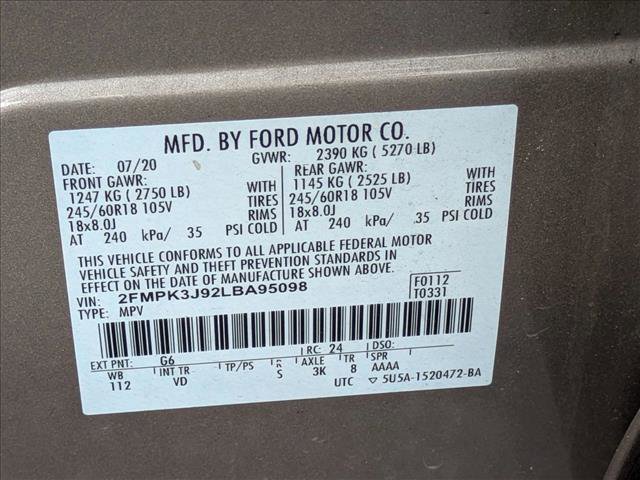 MFD. BY FORD MOTOR CO.
DATE: 07/20 GVWR: 2390 KG ( 5270 LB)
FRONT GAWR: REAR GAWR:
1247 KG ( 2750 LB) WITH 1145 KG ( 2525 LB) WITH
245/60R18 105V TIRES 245/60R18 105V TIRES
18x8.0J RIMS 18x8.0J RIMS
AT 240 kPa/ 35 PSI COLD AT 240 kPa/ 35 PSI COLD
THIS VEHICLE CONFORMS TO ALL APPLICABLE FEDERAL MOTOR
VEHICLE SAFETY AND THEFT PREVENTION STANDARDS IN
EFFECT ON THE DATE OF MANUFACTURE SHOWN ABOVE.
VIN: 2FMPK3J92LBA95098 F0112
TYPE: MPV T0331
EXT PNT: G6 RC: 24 DSO:
WB INT TR TP/PS R AXLE TR SPR
112 VD S 3K 8 AAAA
UTC ▽ 5U5A-1520472-BA